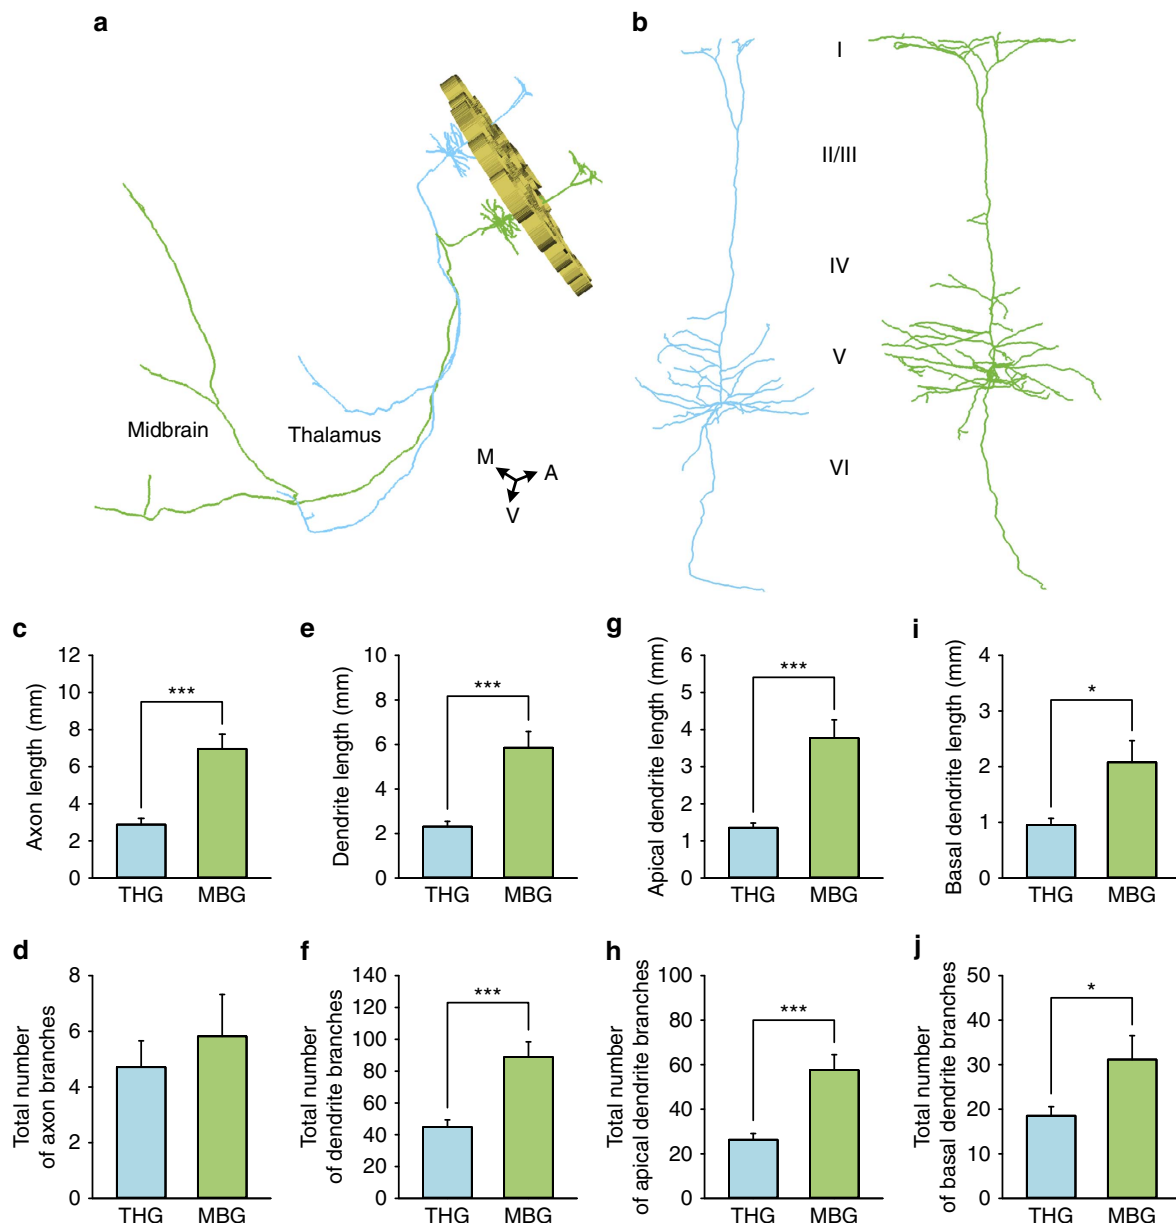 a
b
I
II/III
IV
V
VI
Midbrain
Thalamus
M
A
V
c
Axon length (mm)
12
10
8
6
4
2
0
***
THG MBG
e
Dendrite length (mm)
10
8
6
4
2
0
***
THG MBG
g
Apical dendrite length (mm)
6
5
4
3
2
1
0
***
THG MBG
i
Basal dendrite length (mm)
4
3
2
1
0
*
THG MBG
d
Total number
of axon branches
8
6
4
2
0
THG MBG
f
Total number
of dendrite branches
140
120
100
80
60
40
20
0
***
THG MBG
h
Total number
of apical dendrite branches
100
80
60
40
20
0
***
THG MBG
j
Total number
of basal dendrite branches
50
40
30
20
10
0
*
THG MBG